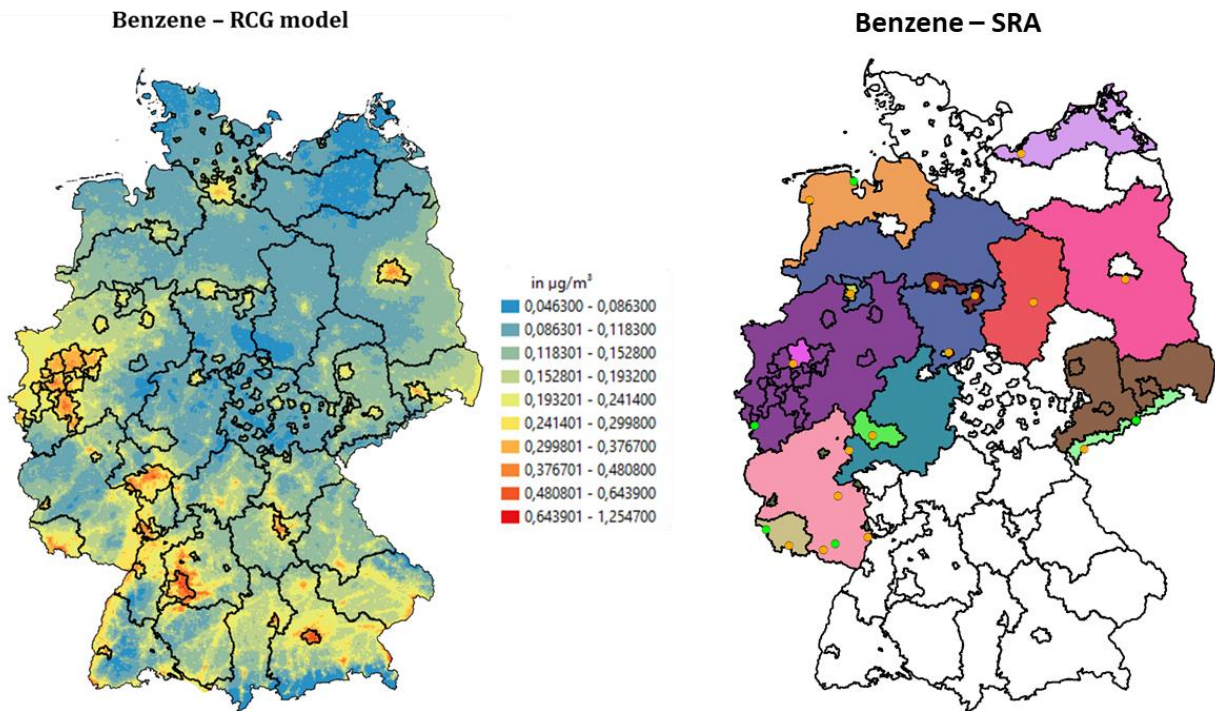 Benzene – RCG model
Benzene – SRA
in µg/m³
0,046300 - 0,086300
0,086301 - 0,118300
0,118301 - 0,152800
0,152801 - 0,193200
0,193201 - 0,241400
0,241401 - 0,299800
0,299801 - 0,376700
0,376701 - 0,480800
0,480801 - 0,643900
0,643901 - 1,254700